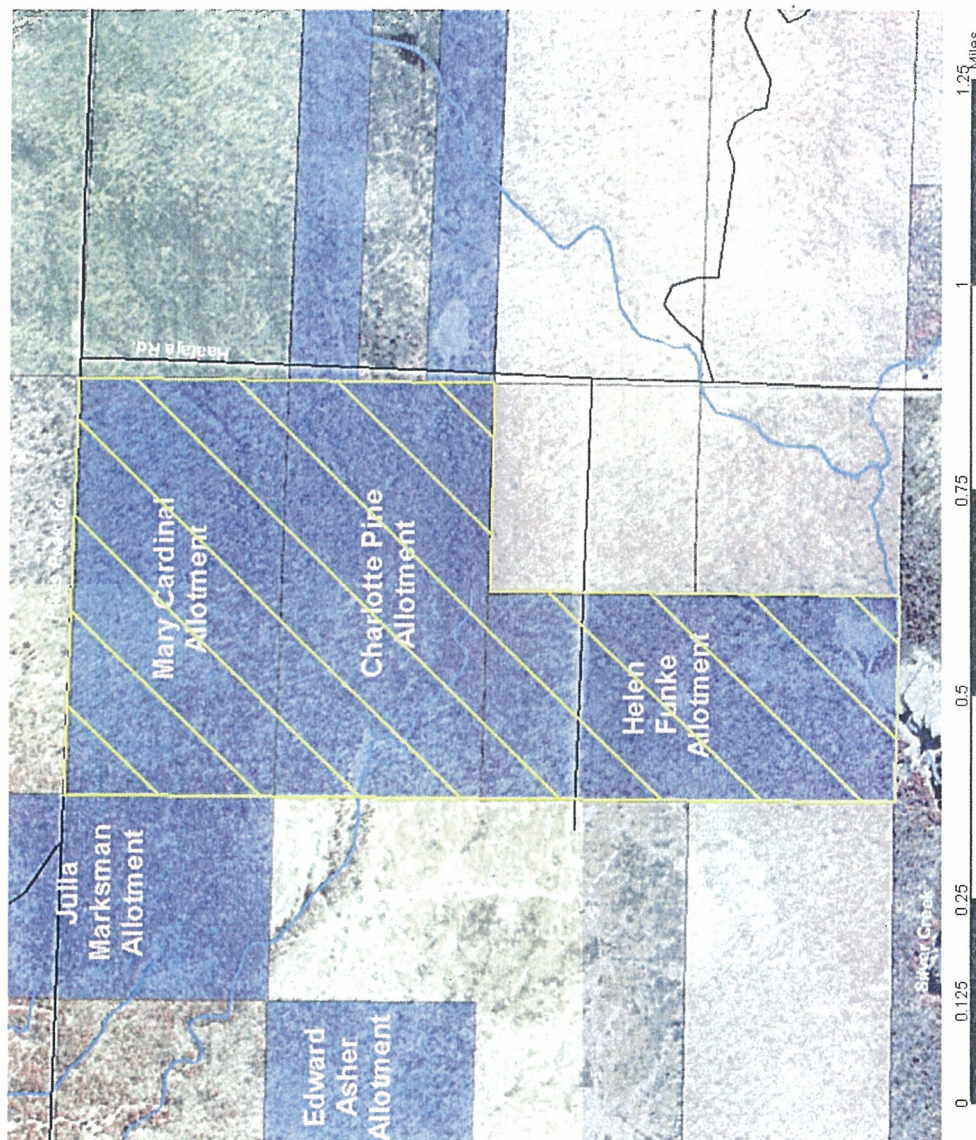 Haataja Rd.
Mary Cardinal
Allotment
Charlotte Pine
Allotment
Helen
Funke
Allotment
Julia
Marksman
Allotment
Edward
Asher
Allotment
Creek
0
0.125
0.25
0.5
0.75
1
1.25
Miles